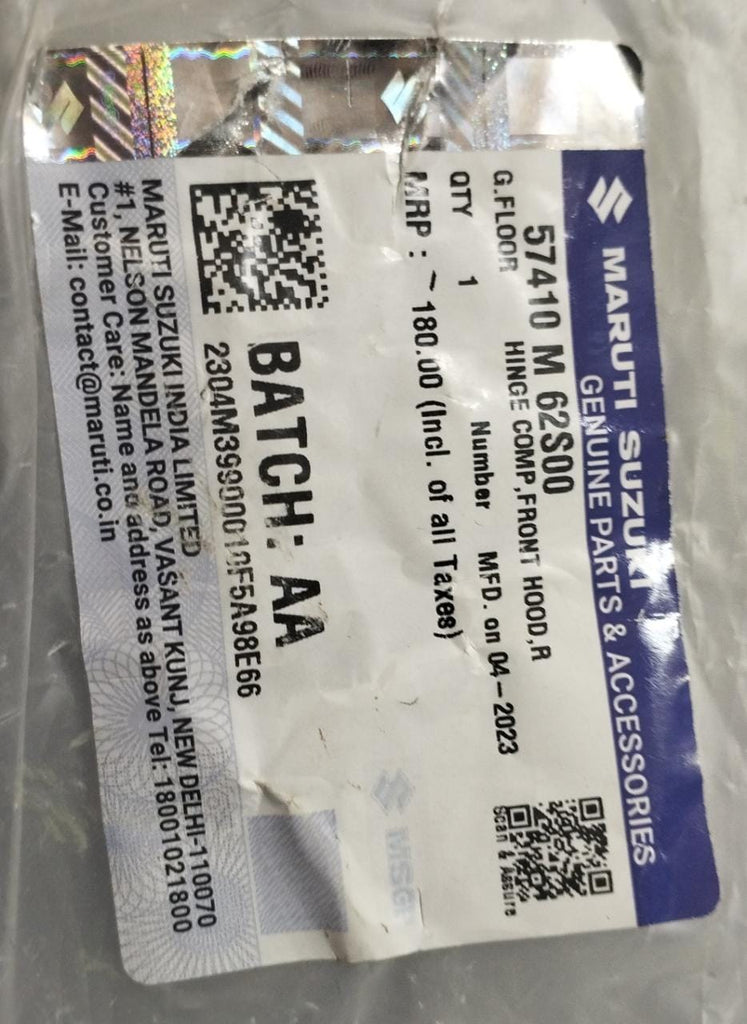 MARUTI SUZUKI
GENUINE PARTS & ACCESSORIES
57410 M 62S00
G.FLOOR HINGE COMP,FRONT HOOD,R
QTY 1 Number MFD. on 04-2023
MRP : 180.00 (Incl. of all Taxes)
Scan & Assure
MSGP
BATCH: AA
MARUTI SUZUKI INDIA LIMITED
#1, NELSON MANDELA ROAD, VASANT KUNJ, NEW DELHI-110070
Customer Care: Name and address as above Tel: 18001021800
E-Mail: contact@maruti.co.in